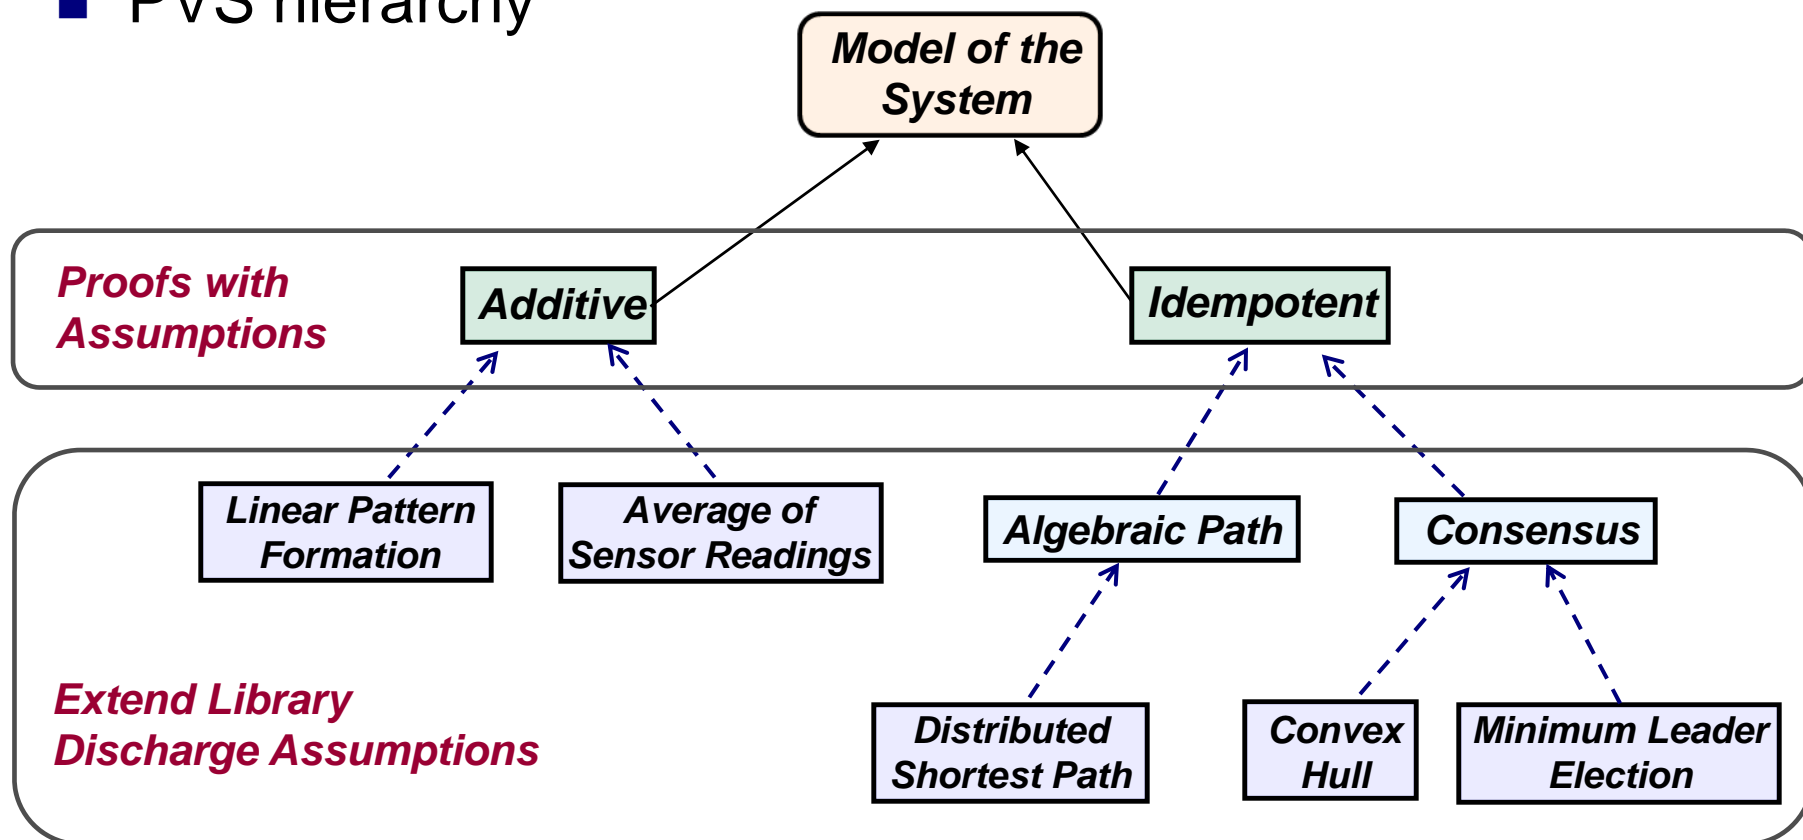 PVS hierarchy
Model of the
System
Proofs with
Assumptions
Additive
Idempotent
Linear Pattern
Formation
Average of
Sensor Readings
Algebraic Path
Consensus
Extend Library
Discharge Assumptions
Distributed
Shortest Path
Convex
Hull
Minimum Leader
Election